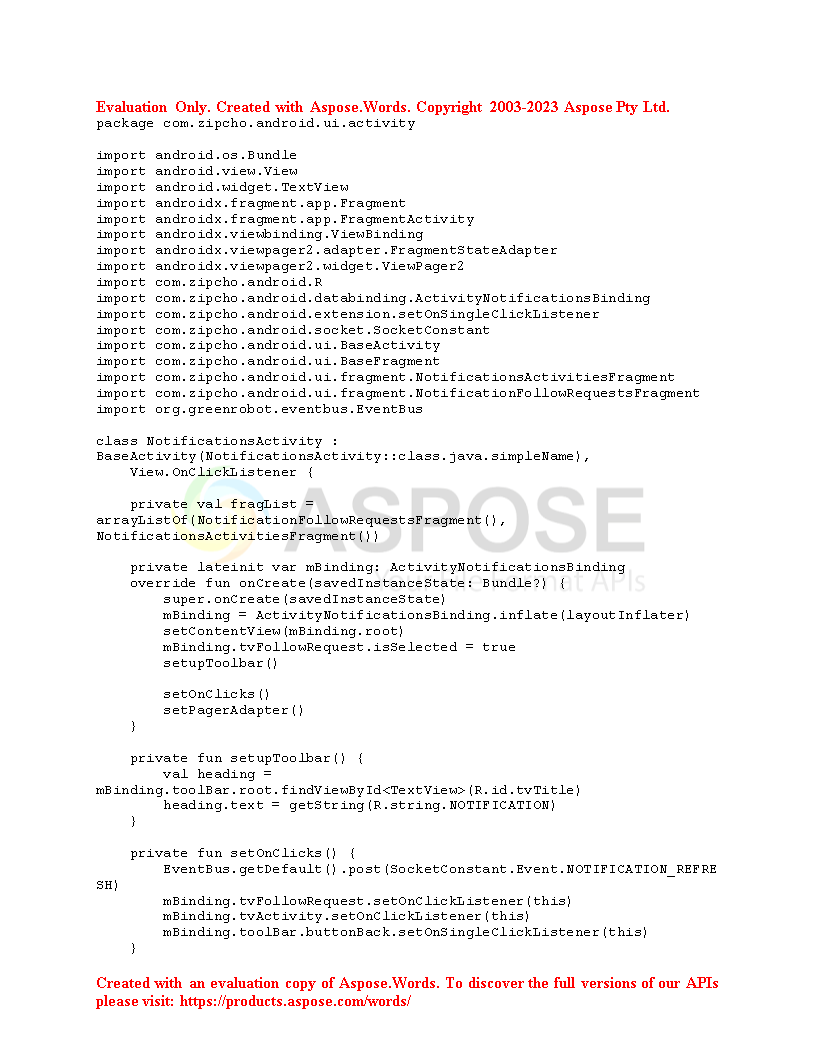 Evaluation Only. Created with Aspose.Words. Copyright 2003-2023 Aspose Pty Ltd.
package com.zipcho.android.ui.activity
import android.os.Bundle
import android.view.View
import android.widget.TextView
import androidx.fragment.app.Fragment
import androidx.fragment.app.FragmentActivity
import androidx.viewbinding.ViewBinding
import androidx.viewpager2.adapter.FragmentStateAdapter
import androidx.viewpager2.widget.ViewPager2
import com.zipcho.android.R
import com.zipcho.android.databinding.ActivityNotificationsBinding
import com.zipcho.android.extension.setOnSingleClickListener
import com.zipcho.android.socket.SocketConstant
import com.zipcho.android.ui.BaseActivity
import com.zipcho.android.ui.BaseFragment
import com.zipcho.android.ui.fragment.NotificationsActivitiesFragment
import com.zipcho.android.ui.fragment.NotificationFollowRequestsFragment
import org.greenrobot.eventbus.EventBus
class NotificationsActivity :
BaseActivity(NotificationsActivity::class.java.simpleName),
    View.OnClickListener {
    private val fragList =
arrayListOf(NotificationFollowRequestsFragment(),
NotificationsActivitiesFragment())
ASPOSE
    private lateinit var mBinding: ActivityNotificationsBinding
    override fun onCreate(savedInstanceState: Bundle?) {
        super.onCreate(savedInstanceState)
        mBinding = ActivityNotificationsBinding.inflate(layoutInflater)
        setContentView(mBinding.root)
        mBinding.tvFollowRequest.isSelected = true
        setupToolbar()
        setOnClicks()
        setPagerAdapter()
    }
    private fun setupToolbar() {
        val heading =
mBinding.toolBar.root.findViewById<TextView>(R.id.tvTitle)
        heading.text = getString(R.string.NOTIFICATION)
    }
    private fun setOnClicks() {
        EventBus.getDefault().post(SocketConstant.Event.NOTIFICATION_REFRE
SH)
        mBinding.tvFollowRequest.setOnClickListener(this)
        mBinding.tvActivity.setOnClickListener(this)
        mBinding.toolBar.buttonBack.setOnSingleClickListener(this)
    }
Created with an evaluation copy of Aspose.Words. To discover the full versions of our APIs
please visit: https://products.aspose.com/words/